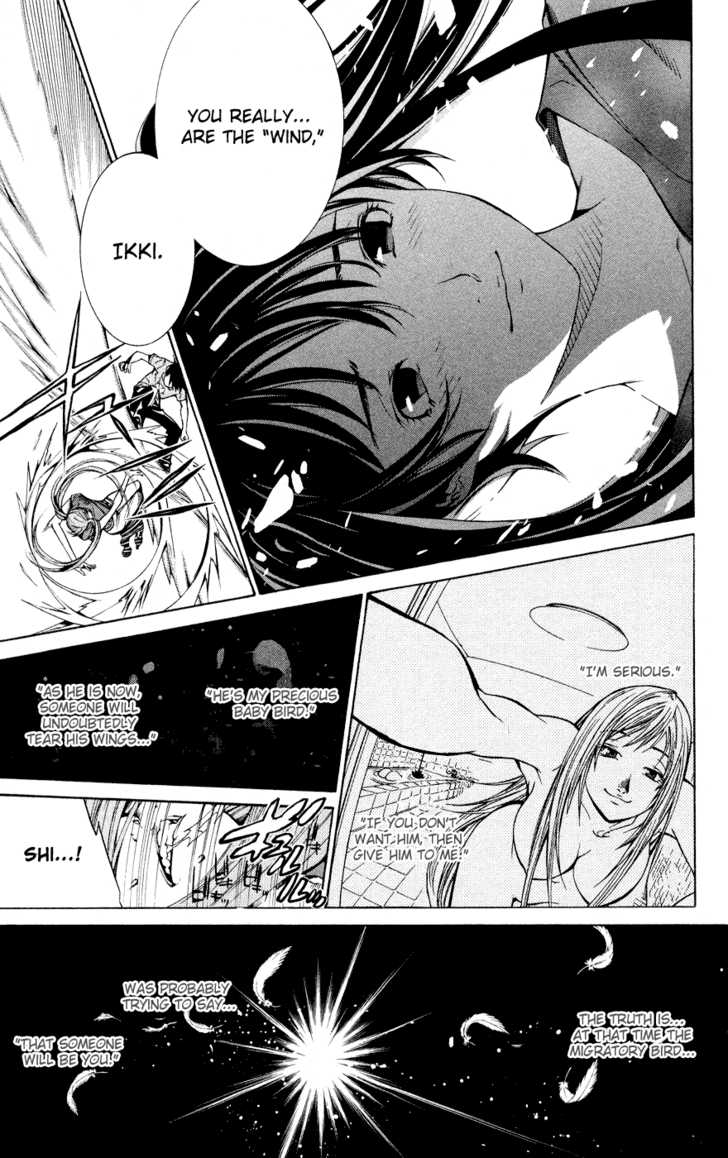 YOU REALLY...
ARE THE "WIND,"
IKKI.
"I'M SERIOUS."
"IF YOU DON'T
WANT HIM, THEN
GIVE HIM TO ME!"
"HE'S MY PRECIOUS
BABY BIRD."
"AS HE IS NOW,
SOMEONE WILL
UNDOUBTEDLY
TEAR HIS WINGS..."
SHI...!
THE TRUTH IS...
AT THAT TIME THE
MIGRATORY BIRD...
WAS PROBABLY
TRYING TO SAY...
"THAT SOMEONE
WILL BE YOU."